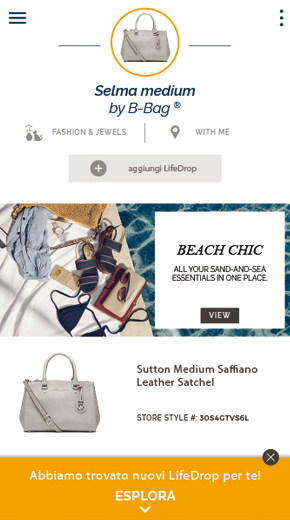 Selma medium
by B-Bag ®
FASHION & JEWELS
WITH ME
aggiungi LifeDrop
BEACH CHIC
ALL YOUR SAND-AND-SEA
ESSENTIALS IN ONE PLACE.
VIEW
Sutton Medium Saffiano
Leather Satchel
STORE STYLE #: 30S4GTVS6L
Abbiamo trovato nuovi LifeDrop per te!
ESPLORA